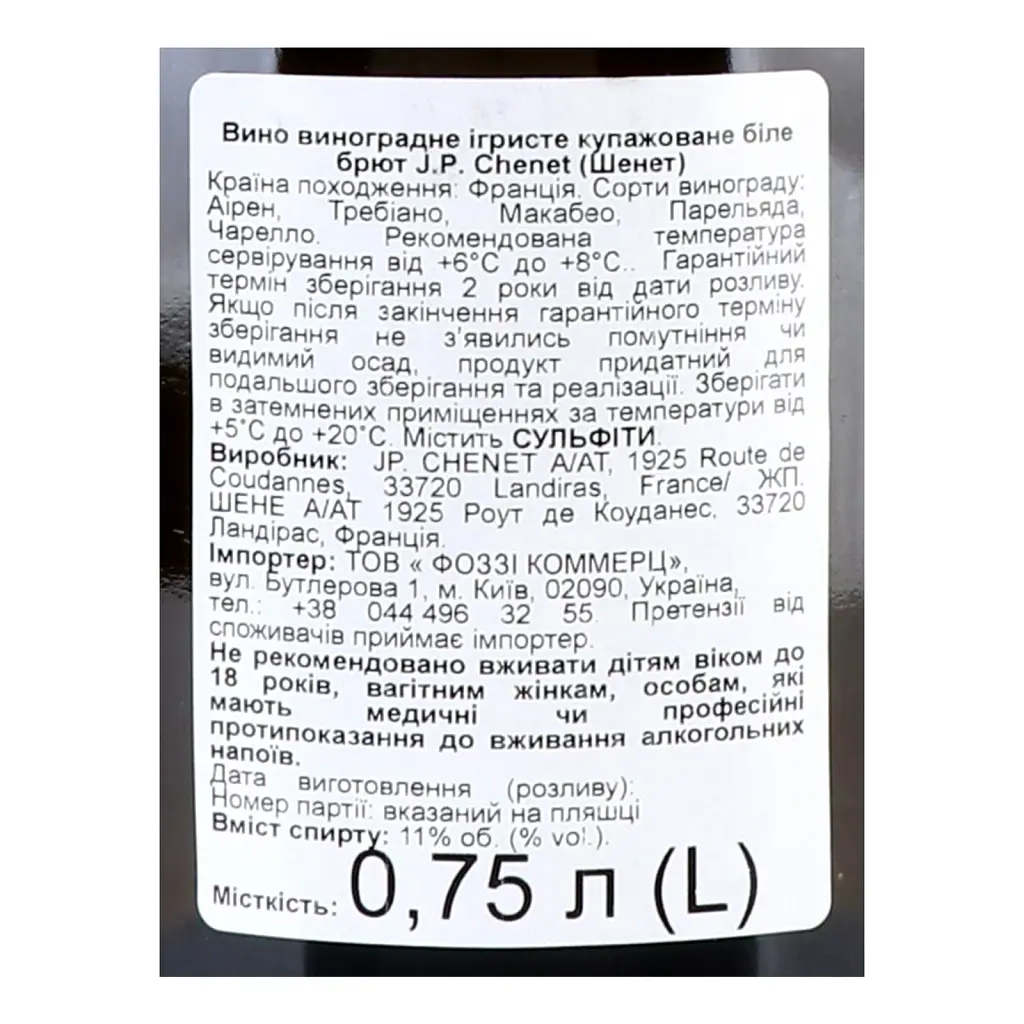 Вино виноградне ігристе купажоване біле
брют J.P. Chenet (Шенет)
Країна походження: Франція. Сорти винограду:
Аірен, Требіано, Макабео, Парельяда,
Чарелло. Рекомендована температура
сервірування від +6°С до +8°С.. Гарантійний
термін зберігання 2 роки від дати розливу.
Якщо після закінчення гарантійного терміну
зберігання не з'явились помутніння чи
видимий осад, продукт придатний для
подальшого зберігання та реалізації. Зберігати
в затемнених приміщеннях за температури від
+5°С до +20°С. Містить СУЛЬФІТИ.
Виробник: JP. CHENET A/AT, 1925 Route de
Coudannes, 33720 Landiras, France/ ЖП.
ШЕНЕ А/АТ 1925 Роут де Коуданес, 33720
Ландірас, Франція.
Імпортер: ТОВ « ФОЗЗІ КОММЕРЦ»,
вул. Бутлерова 1, м. Київ, 02090, Україна,
тел.: +38 044 496 32 55. Претензії від
споживачів приймає імпортер.
Не рекомендовано вживати дітям віком до
18 років, вагітним жінкам, особам, які
мають медичні чи професійні
протипоказання до вживання алкогольних
напоїв.
Дата виготовлення (розливу):
Номер партії: вказаний на пляшці
Вміст спирту: 11% об. (% vol.).
Місткість: 0,75 л (L)